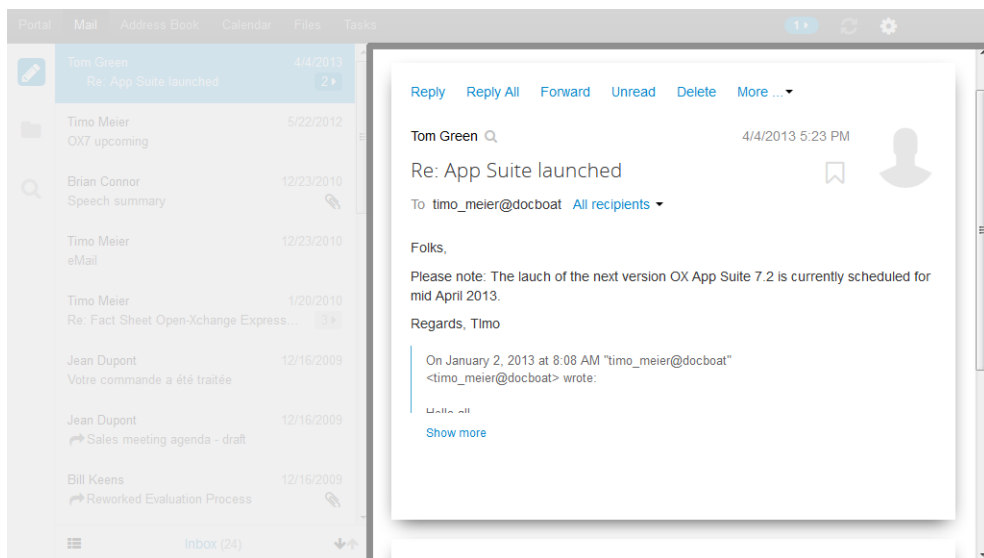 Portal Mail Address Book Calendar Files Tasks 1
Tom Green 4/4/2013
Re: App Suite launched 2
Timo Meier 5/22/2012
OX7 upcoming
Brian Connor 12/23/2010
Speech summary
Timo Meier 12/23/2010
eMail
Timo Meier 1/20/2010
Re: Fact Sheet Open-Xchange Express... 3
Jean Dupont 12/16/2009
Votre commande a été traitée
Jean Dupont 12/16/2009
Sales meeting agenda - draft
Bill Keens 12/16/2009
Reworked Evaluation Process
Inbox (24)
Reply Reply All Forward Unread Delete More ...
Tom Green 4/4/2013 5:23 PM
Re: App Suite launched
To timo_meier@docboat All recipients
Folks,
Please note: The lauch of the next version OX App Suite 7.2 is currently scheduled for
mid April 2013.
Regards, TImo
On January 2, 2013 at 8:08 AM "timo_meier@docboat"
<timo_meier@docboat> wrote:
Hello all
Show more